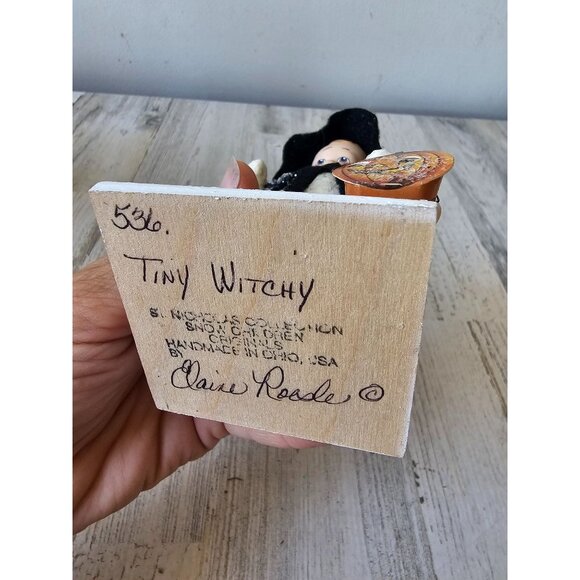 536.
TINY WITCHY
ST. NICHOLAS COLLECTION
SNOW CHILDREN
ORIGINALS
HANDMADE IN OHIO, USA
BY
Elaine Roade ©